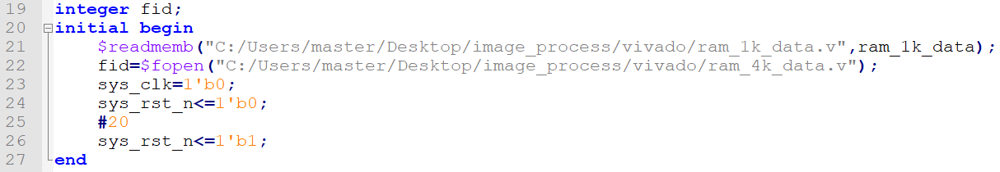 19 integer fid;
20 initial begin
21 $readmemb("C:/Users/master/Desktop/image_process/vivado/ram_1k_data.v",ram_1k_data);
22 fid=$fopen("C:/Users/master/Desktop/image_process/vivado/ram_4k_data.v");
23 sys_clk=1'b0;
24 sys_rst_n<=1'b0;
25 #20
26 sys_rst_n<=1'b1;
27 end